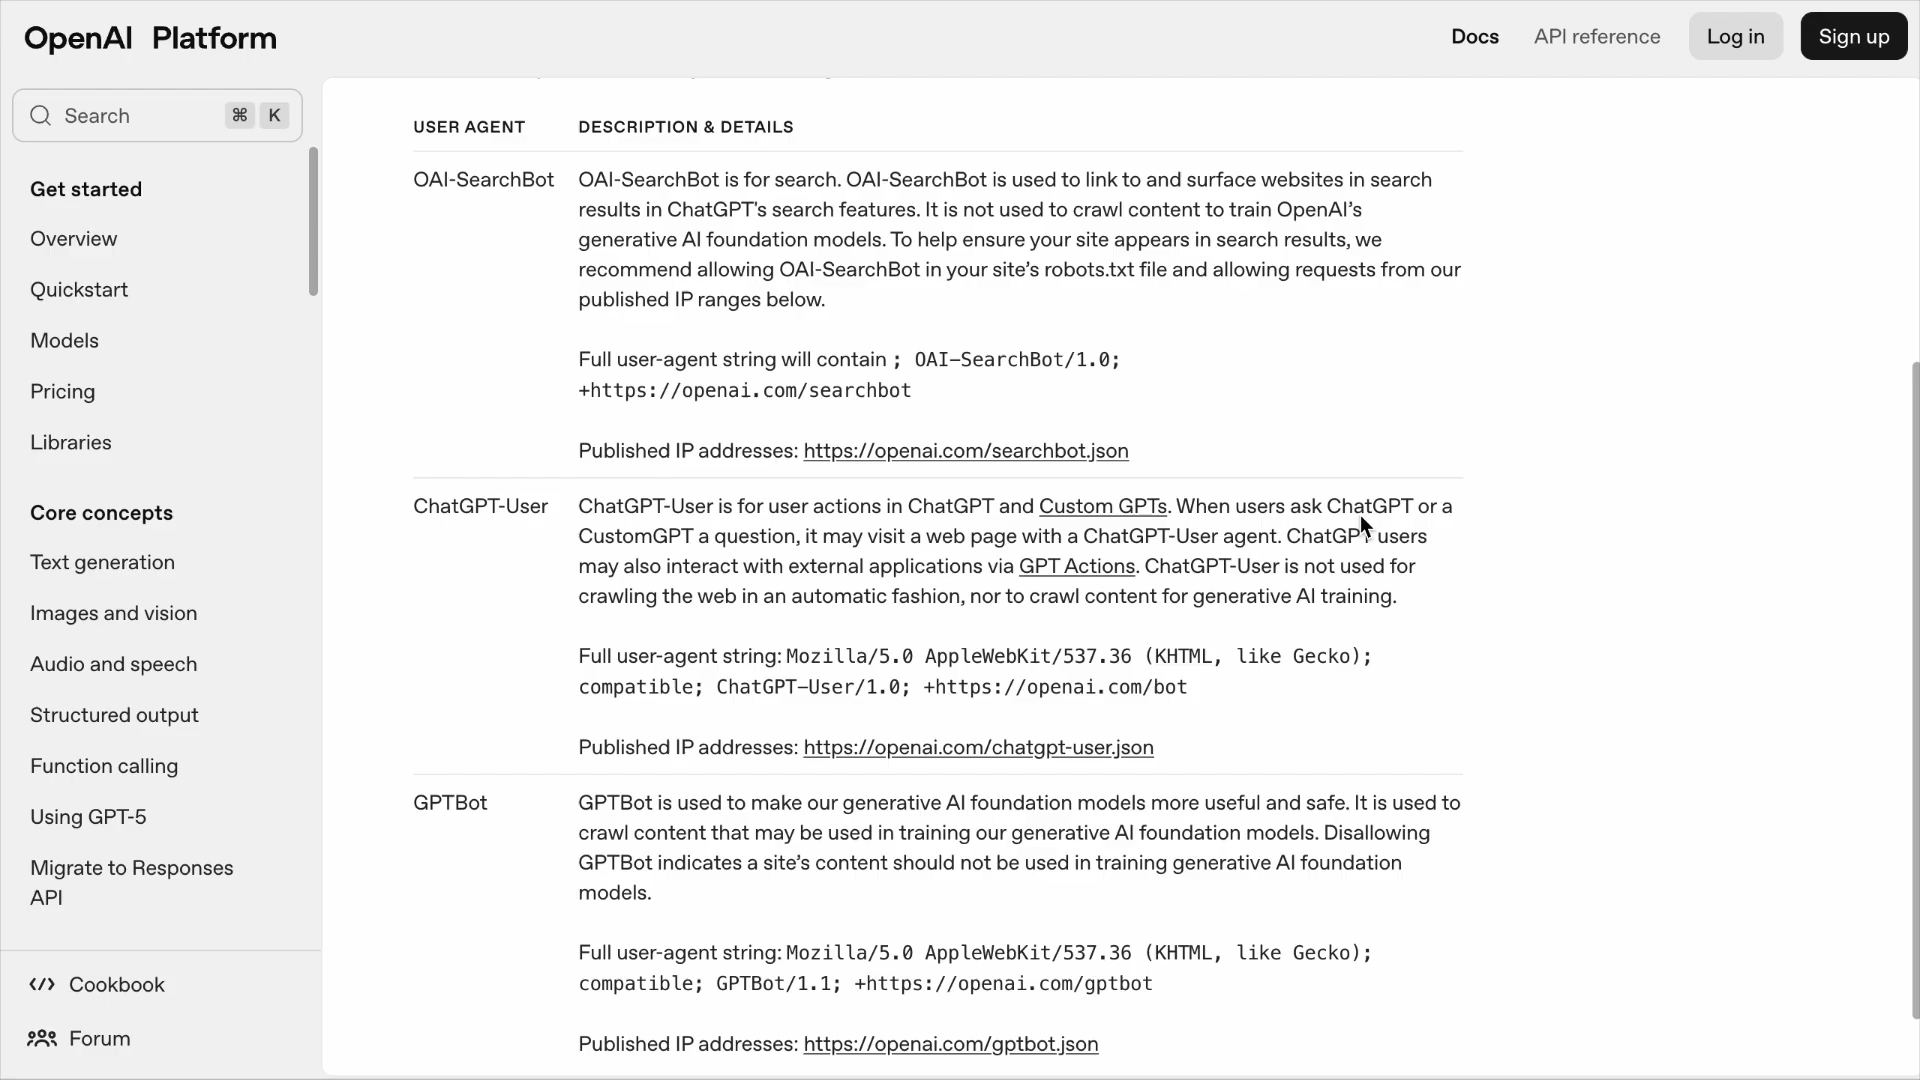 OpenAI Platform
Docs
API reference
Log in
Sign up
Search
⌘ K
Get started
Overview
Quickstart
Models
Pricing
Libraries
Core concepts
Text generation
Images and vision
Audio and speech
Structured output
Function calling
Using GPT-5
Migrate to Responses
API
Cookbook
Forum
USER AGENT
DESCRIPTION & DETAILS
OAI-SearchBot
OAI-SearchBot is for search. OAI-SearchBot is used to link to and surface websites in search
results in ChatGPT's search features. It is not used to crawl content to train OpenAI’s
generative AI foundation models. To help ensure your site appears in search results, we
recommend allowing OAI-SearchBot in your site’s robots.txt file and allowing requests from our
published IP ranges below.
Full user-agent string will contain ; OAI-SearchBot/1.0;
+https://openai.com/searchbot
Published IP addresses: https://openai.com/searchbot.json
ChatGPT-User
ChatGPT-User is for user actions in ChatGPT and Custom GPTs. When users ask ChatGPT or a
CustomGPT a question, it may visit a web page with a ChatGPT-User agent. ChatGPT users
may also interact with external applications via GPT Actions. ChatGPT-User is not used for
crawling the web in an automatic fashion, nor to crawl content for generative AI training.
Full user-agent string: Mozilla/5.0 AppleWebKit/537.36 (KHTML, like Gecko);
compatible; ChatGPT-User/1.0; +https://openai.com/bot
Published IP addresses: https://openai.com/chatgpt-user.json
GPTBot
GPTBot is used to make our generative AI foundation models more useful and safe. It is used to
crawl content that may be used in training our generative AI foundation models. Disallowing
GPTBot indicates a site’s content should not be used in training generative AI foundation
models.
Full user-agent string: Mozilla/5.0 AppleWebKit/537.36 (KHTML, like Gecko);
compatible; GPTBot/1.1; +https://openai.com/gptbot
Published IP addresses: https://openai.com/gptbot.json